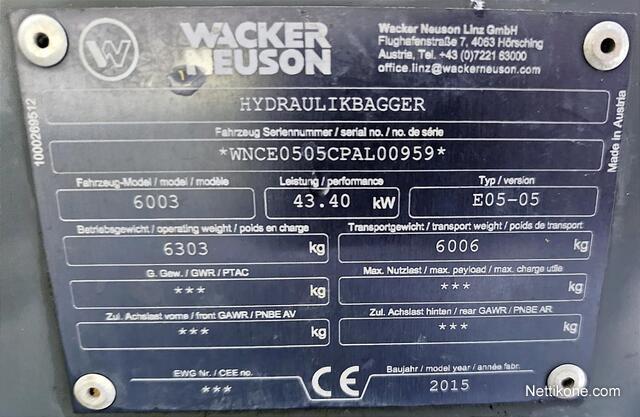 WACKER
NEUSON
Wacker Neuson Linz GmbH
Flughafenstraße 7, 4063 Hörsching
Austria, Tel. +43 (0)7221 63000
office.linz@wackerneuson.com
HYDRAULIKBAGGER
Fahrzeug Seriennummer / serial no. / no. de série
*WNCE0505CPAL00959*
Fahrzeug-Model / model / modèle
6003
Leistung / performance
43.40 kW
Typ / version
E05-05
Betriebsgewicht / operating weight / poids en charge
6303 kg
Transportgewicht / transport weight / poids de transport
6006 kg
G. Gew. / GWR / PTAC
*** kg
Max. Nutzlast / max. payload / max. charge utile
*** kg
Zul. Achslast vorne / front GAWR / PNBE AV
*** kg
Zul. Achslast hinten / rear GAWR / PNBE AR
*** kg
EWG Nr. / CEE no.
***
CE
Baujahr / model year / année fabr.
2015
1000269512
Made in Austria
Nettikone.com